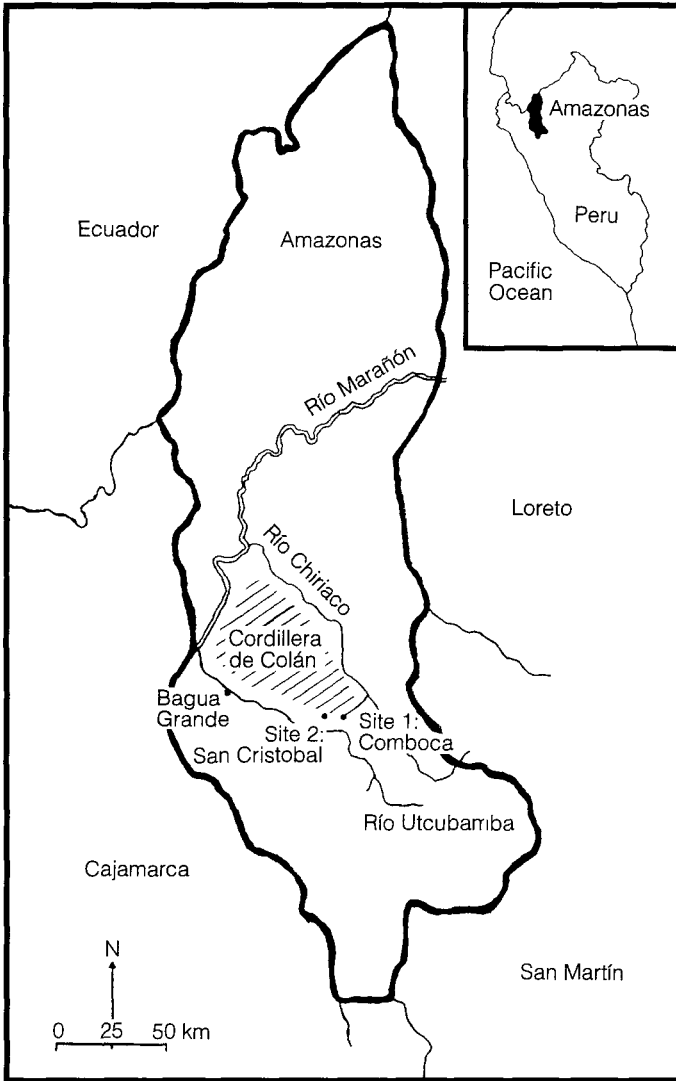 Amazonas
Peru
Pacific
Ocean
Ecuador
Amazonas
Río Marañón
Loreto
Río Chiriaco
Cordillera
de Colán
Bagua
Grande
Site 2:
San Cristobal
Site 1:
Comboca
Río Utcubamba
Cajamarca
San Martín
N
0 25 50 km